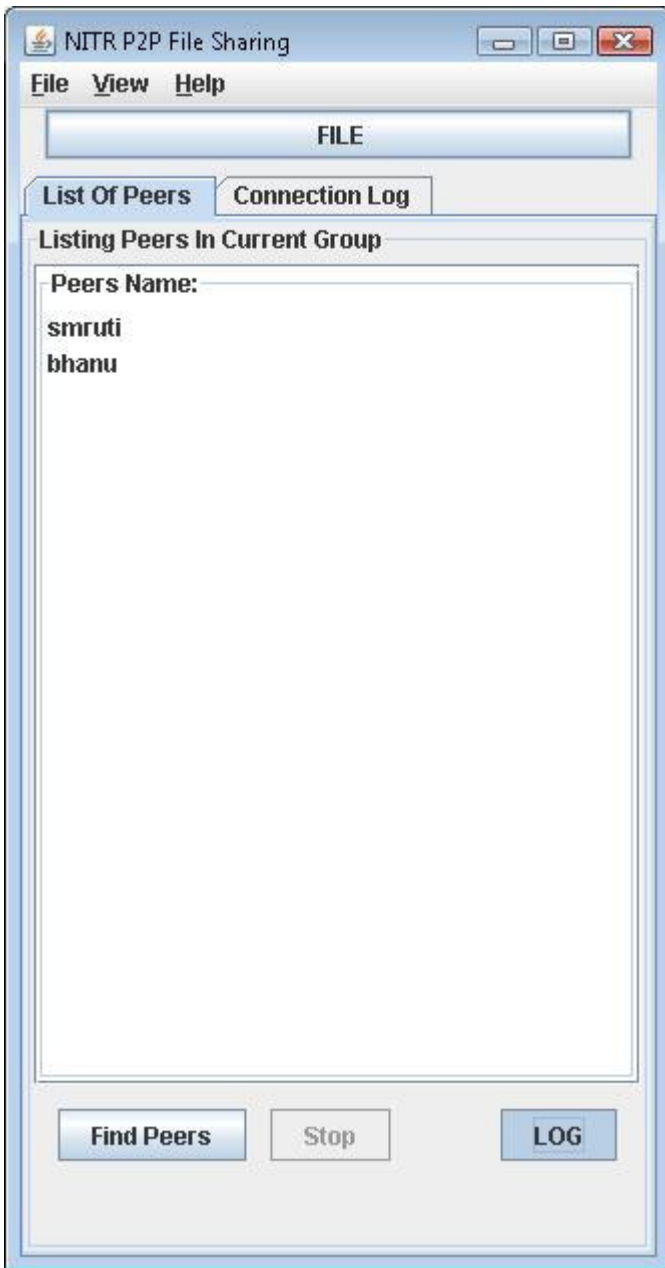 NITR P2P File Sharing
File View Help
FILE
List Of Peers Connection Log
Listing Peers In Current Group
Peers Name:
smruti
bhanu
Find Peers Stop LOG